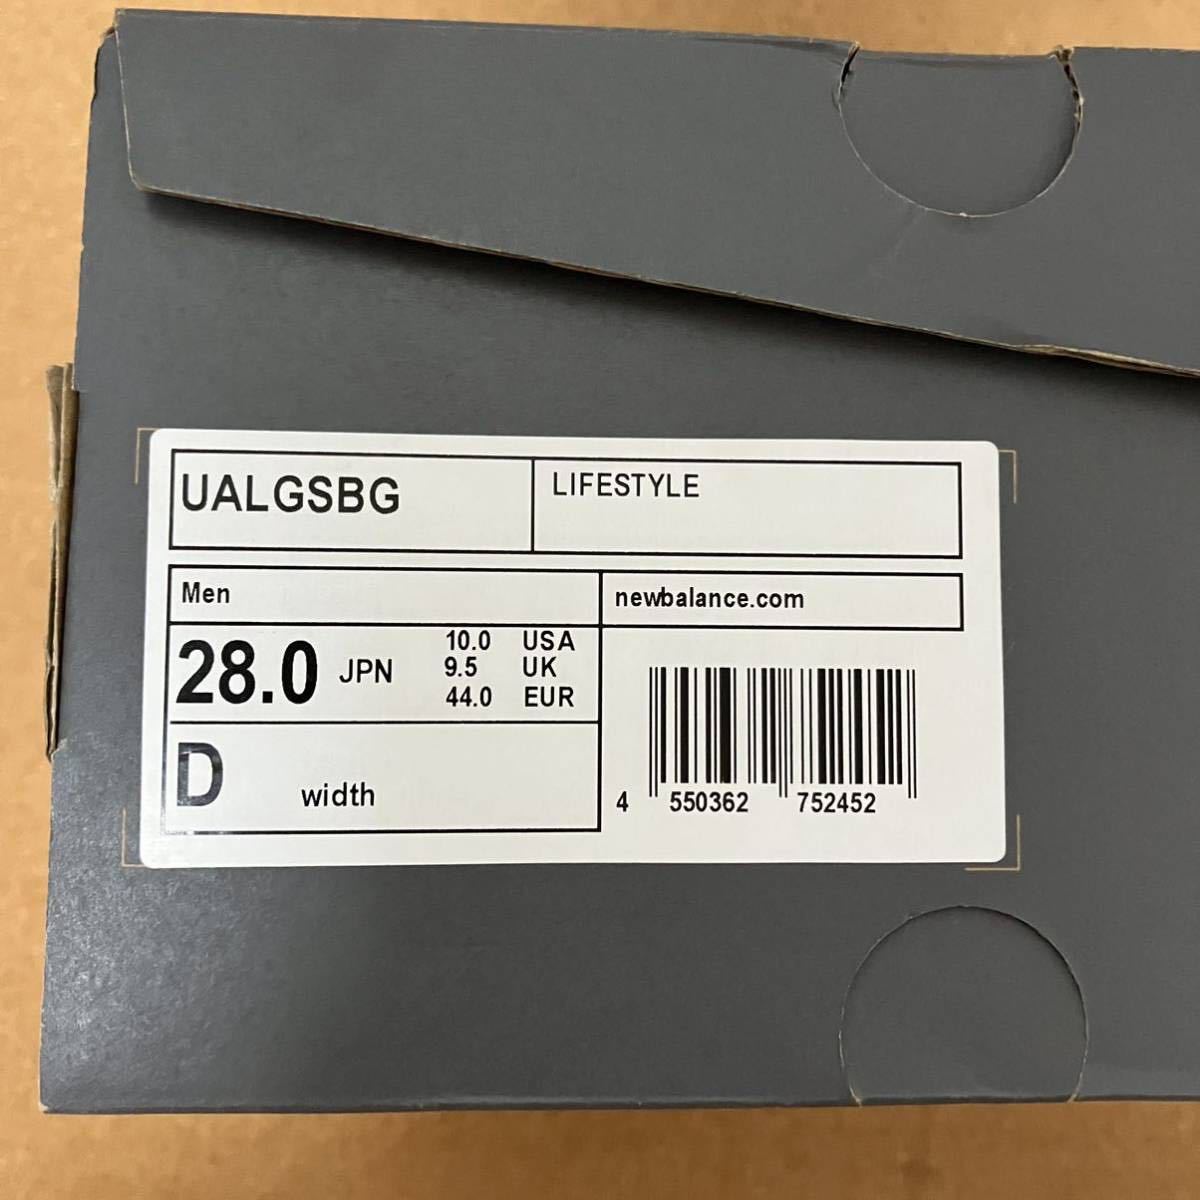 UALGSBG
LIFESTYLE
Men
newbalance.com
28.0 JPN
10.0 USA
9.5 UK
44.0 EUR
D width
4 550362 752452